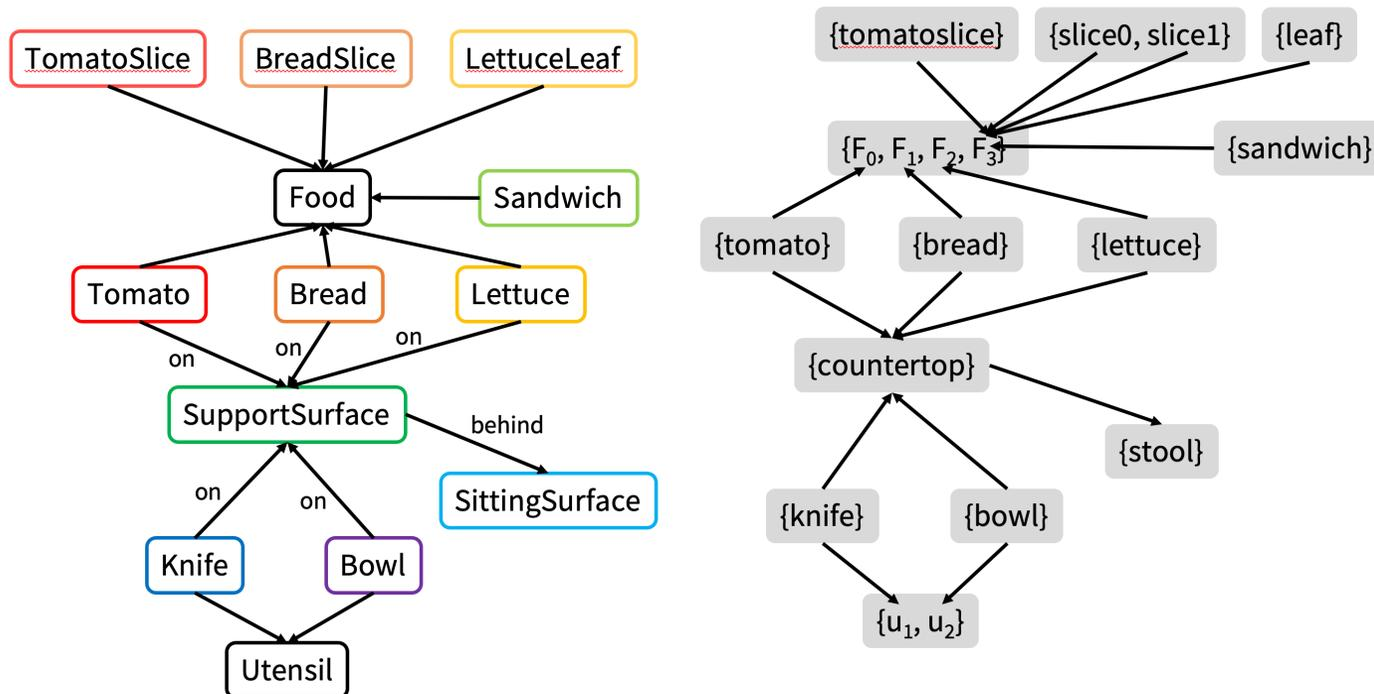 TomatoSlice
BreadSlice
LettuceLeaf
Food
Sandwich
Tomato
Bread
Lettuce
on
on
on
SupportSurface
behind
SittingSurface
on
on
Knife
Bowl
Utensil
{tomatoslice}
{slice0, slice1}
{leaf}
{F0, F1, F2, F3}
{sandwich}
{tomato}
{bread}
{lettuce}
{countertop}
{stool}
{knife}
{bowl}
{u1, u2}